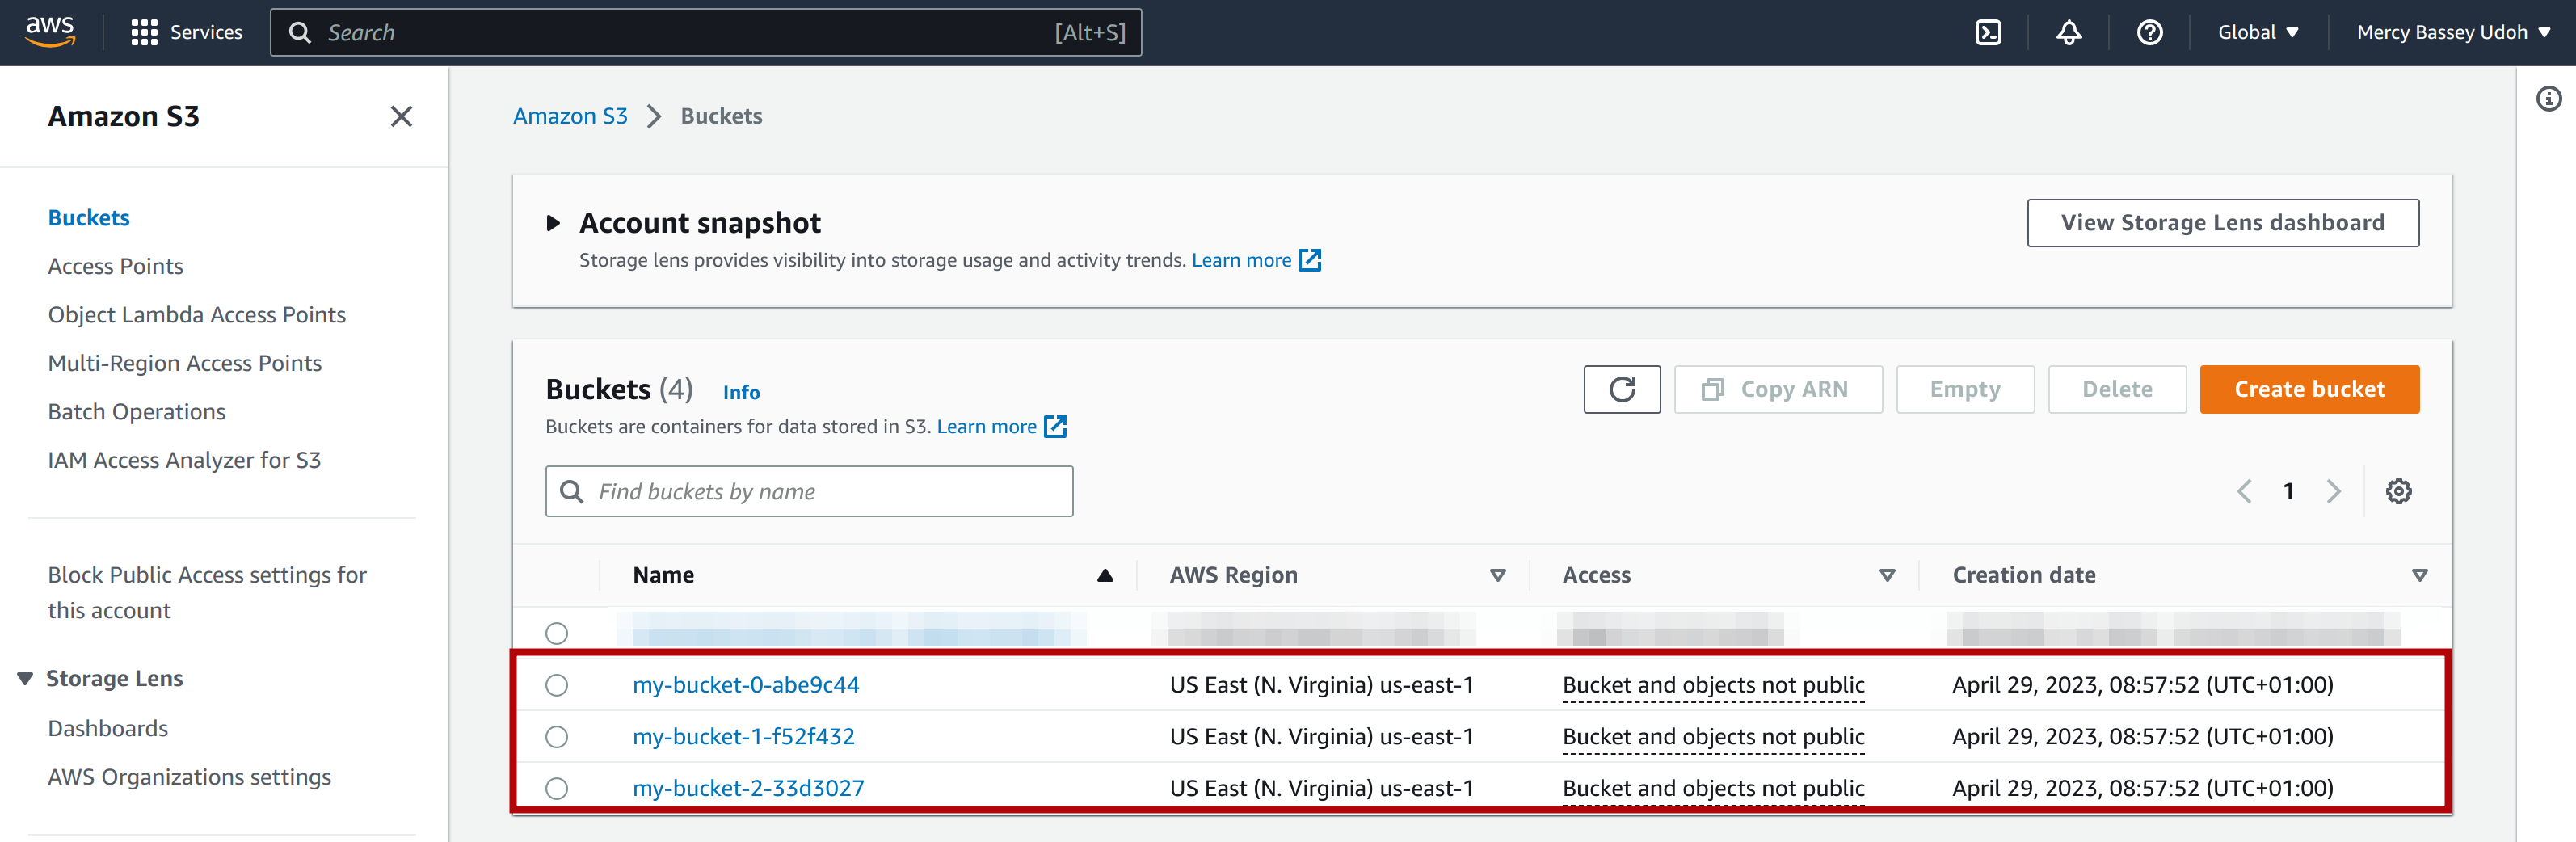 aws Services Search [Alt+S] Global Mercy Bassey Udoh
Amazon S3
Buckets
Access Points
Object Lambda Access Points
Multi-Region Access Points
Batch Operations
IAM Access Analyzer for S3
Block Public Access settings for
this account
Storage Lens
Dashboards
AWS Organizations settings
Amazon S3 Buckets
Account snapshot
Storage lens provides visibility into storage usage and activity trends. Learn more
View Storage Lens dashboard
Buckets (4) Info
Buckets are containers for data stored in S3. Learn more
Copy ARN Empty Delete Create bucket
Find buckets by name
1
Name AWS Region Access Creation date
my-bucket-0-abe9c44 US East (N. Virginia) us-east-1 Bucket and objects not public April 29, 2023, 08:57:52 (UTC+01:00)
my-bucket-1-f52f432 US East (N. Virginia) us-east-1 Bucket and objects not public April 29, 2023, 08:57:52 (UTC+01:00)
my-bucket-2-33d3027 US East (N. Virginia) us-east-1 Bucket and objects not public April 29, 2023, 08:57:52 (UTC+01:00)